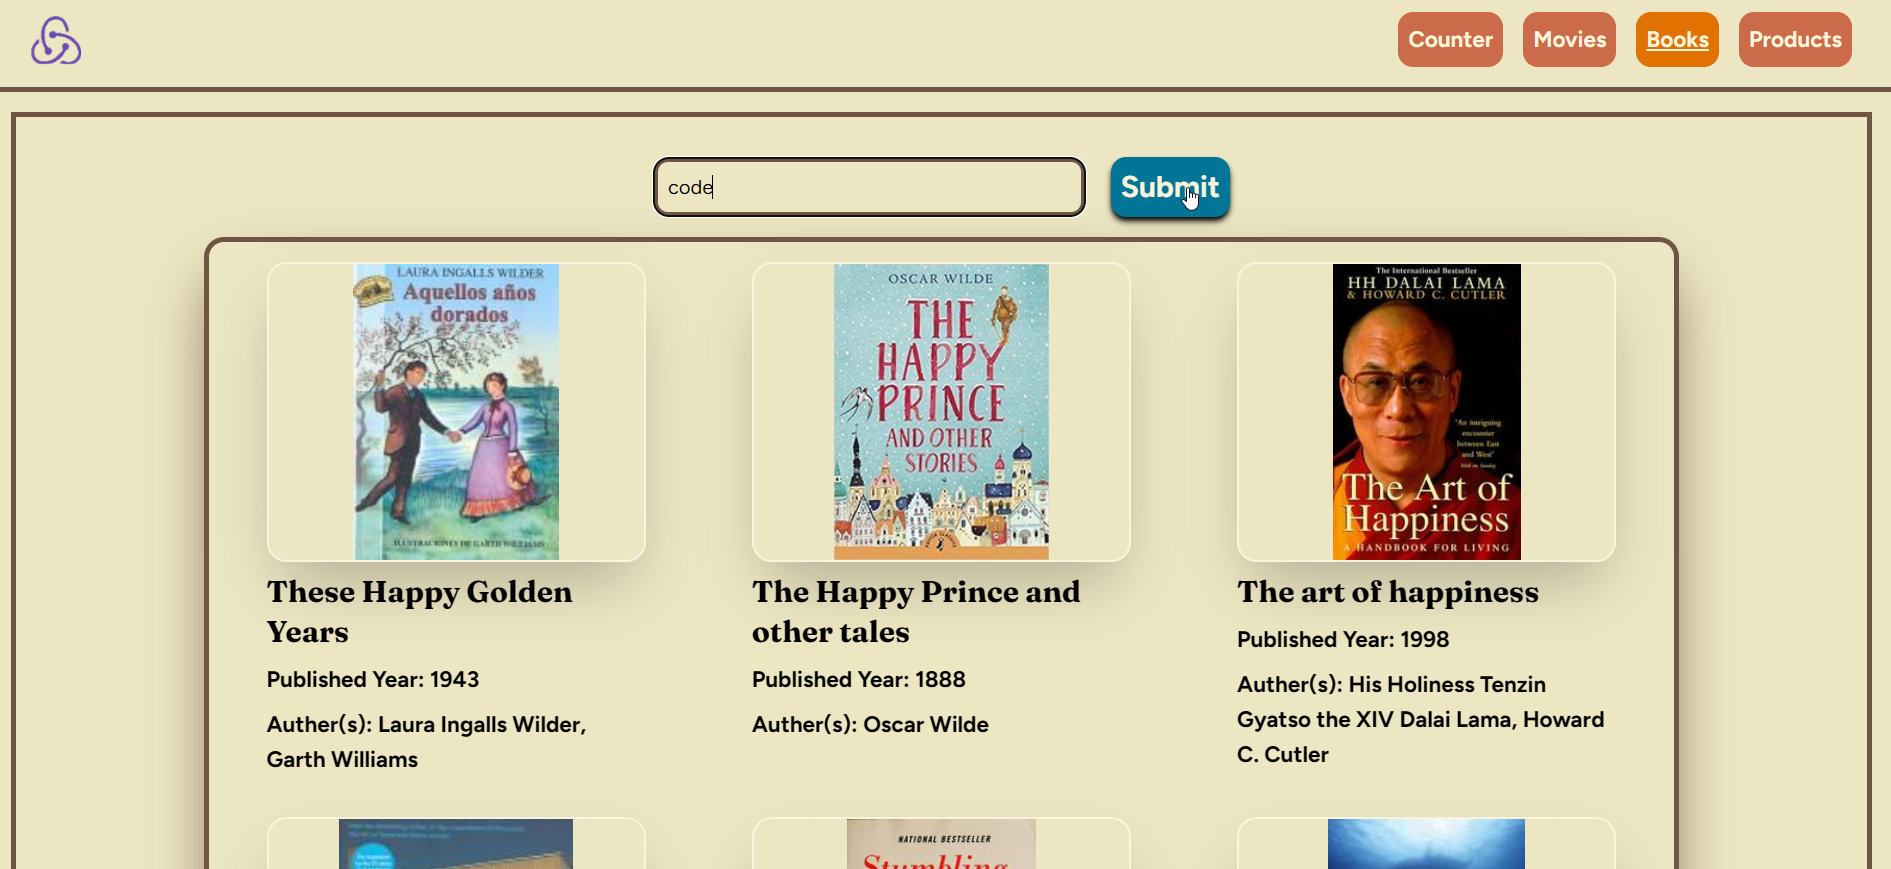 Counter
Movies
Books
Products
code
Submit
LAURA INGALLS WILDER
Aquellos años
dorados
ILUSTRACIONES DE GARTH WILLIAMS
OSCAR WILDE
THE
HAPPY
PRINCE
AND OTHER
STORIES
The International Bestseller
HH DALAI LAMA
& HOWARD C. CUTLER
'An intriguing
encounter
between East
and West'
Mail on Sunday
The Art of
Happiness
A HANDBOOK FOR LIVING
These Happy Golden
Years
Published Year: 1943
Auther(s): Laura Ingalls Wilder,
Garth Williams
The Happy Prince and
other tales
Published Year: 1888
Auther(s): Oscar Wilde
The art of happiness
Published Year: 1998
Auther(s): His Holiness Tenzin
Gyatso the XIV Dalai Lama, Howard
C. Cutler
NATIONAL BESTSELLER
Stumbling